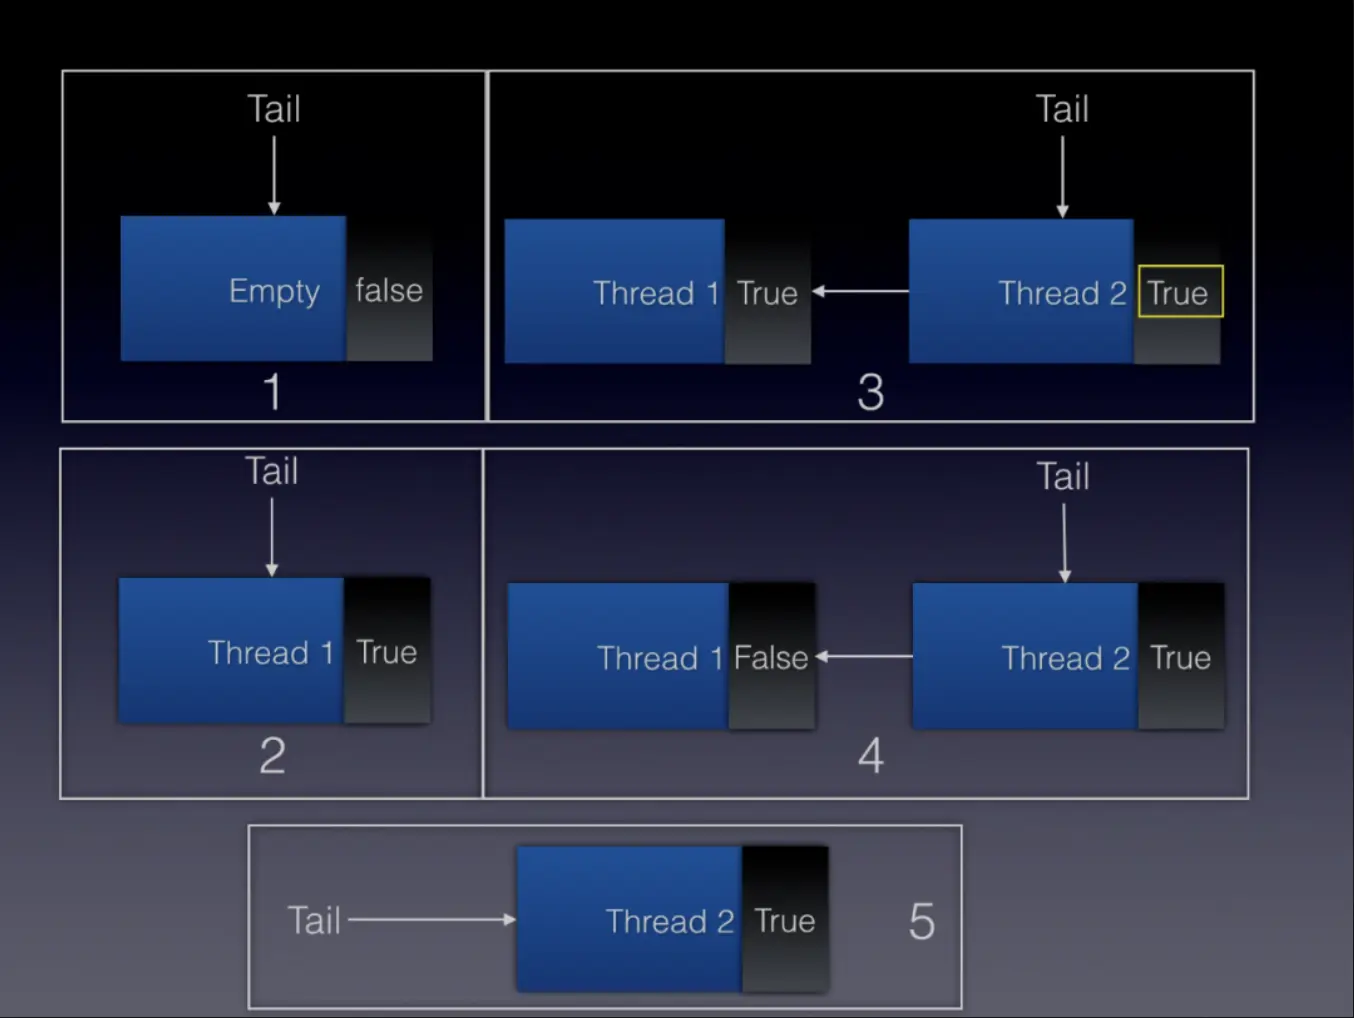 Tail
Empty false
1
Tail
Thread 1 True
Thread 2 True
3
Tail
Thread 1 True
2
Tail
Thread 1 False
Thread 2 True
4
Tail
Thread 2 True
5